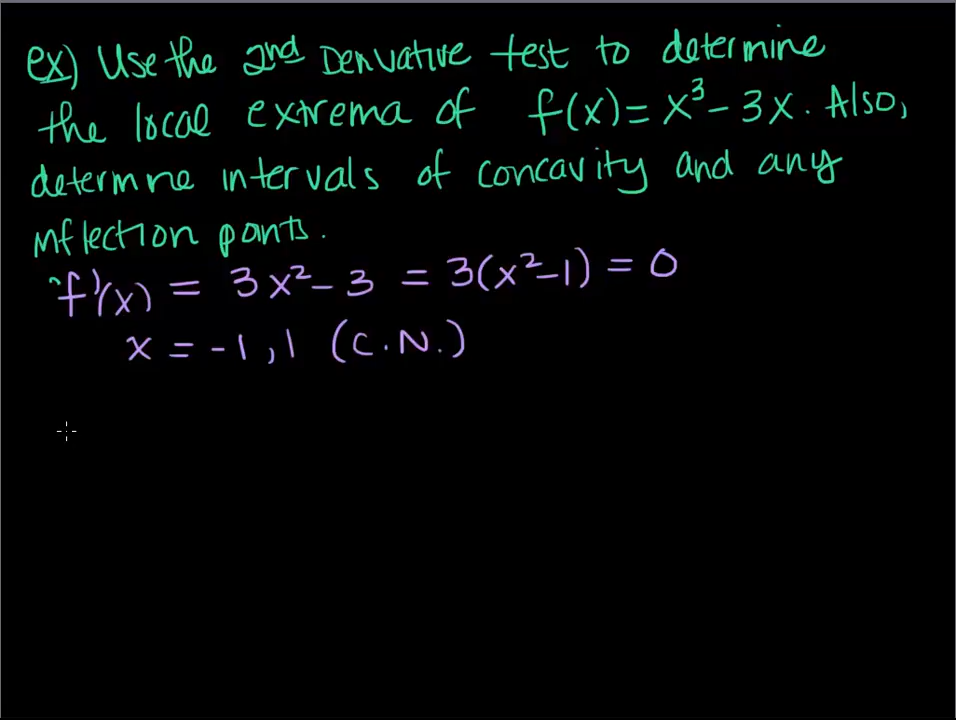 ex) Use the 2nd Derivative test to determine
the local extrema of f(x) = x³ - 3x. Also,
determine intervals of concavity and any
inflection points.
f'(x) = 3x² - 3 = 3(x² - 1) = 0
x = -1, 1 (C.N.)